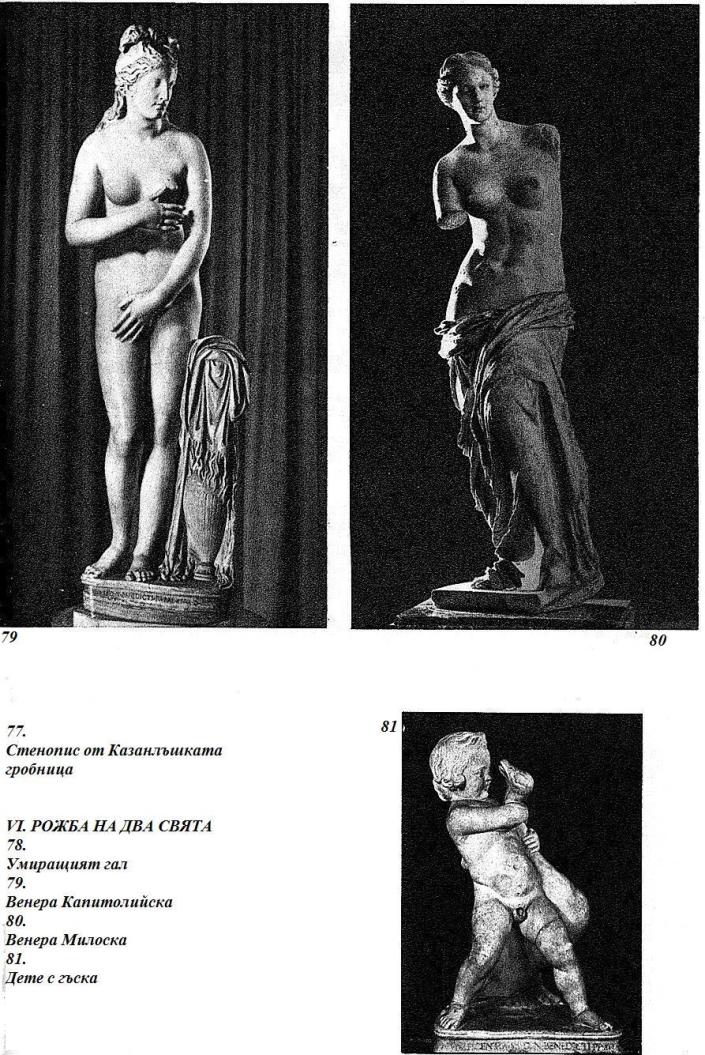 79
80
77.
Стенопис от Казанлъшката
гробница
VI. РОЖБА НА ДВА СВЯТА
78.
Умиращият гал
79.
Венера Капитолийска
80.
Венера Милоска
81.
Дете с гъска
81